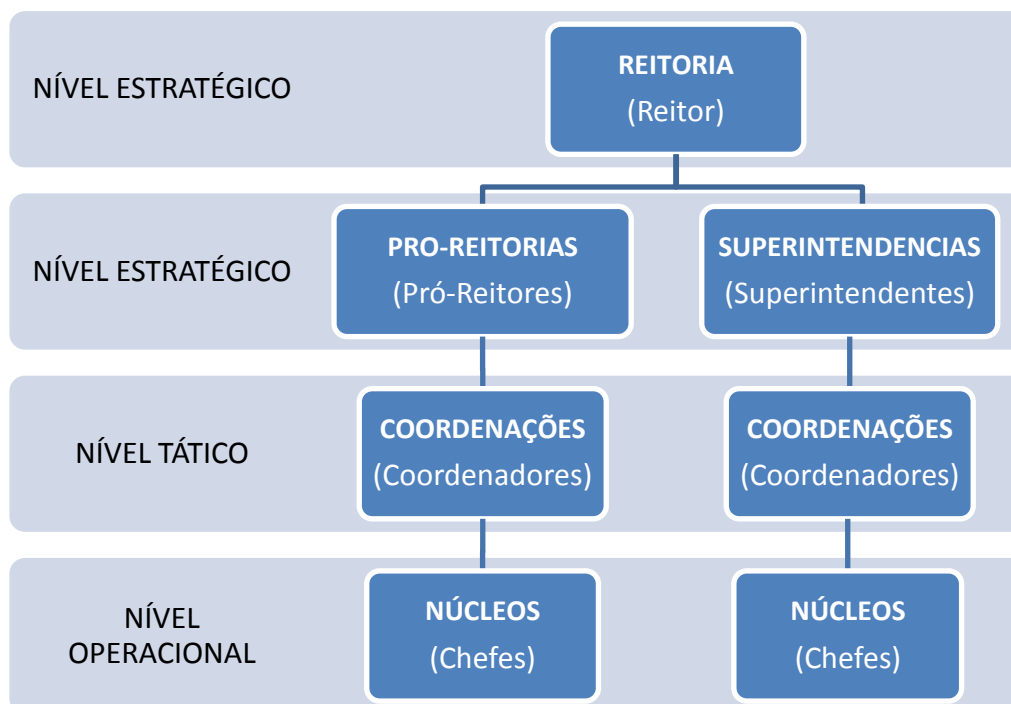 NÍVEL ESTRATÉGICO
REITORIA
(Reitor)
NÍVEL ESTRATÉGICO
PRO-REITORIAS
(Pró-Reitores)
SUPERINTENDENCIAS
(Superintendentes)
NÍVEL TÁTICO
COORDENAÇÕES
(Coordenadores)
COORDENAÇÕES
(Coordenadores)
NÍVEL
OPERACIONAL
NÚCLEOS
(Chefes)
NÚCLEOS
(Chefes)